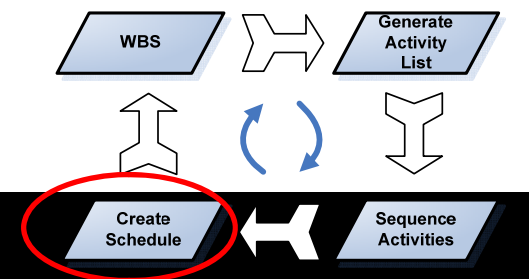 WBS
Generate
Activity
List
Create
Schedule
Sequence
Activities